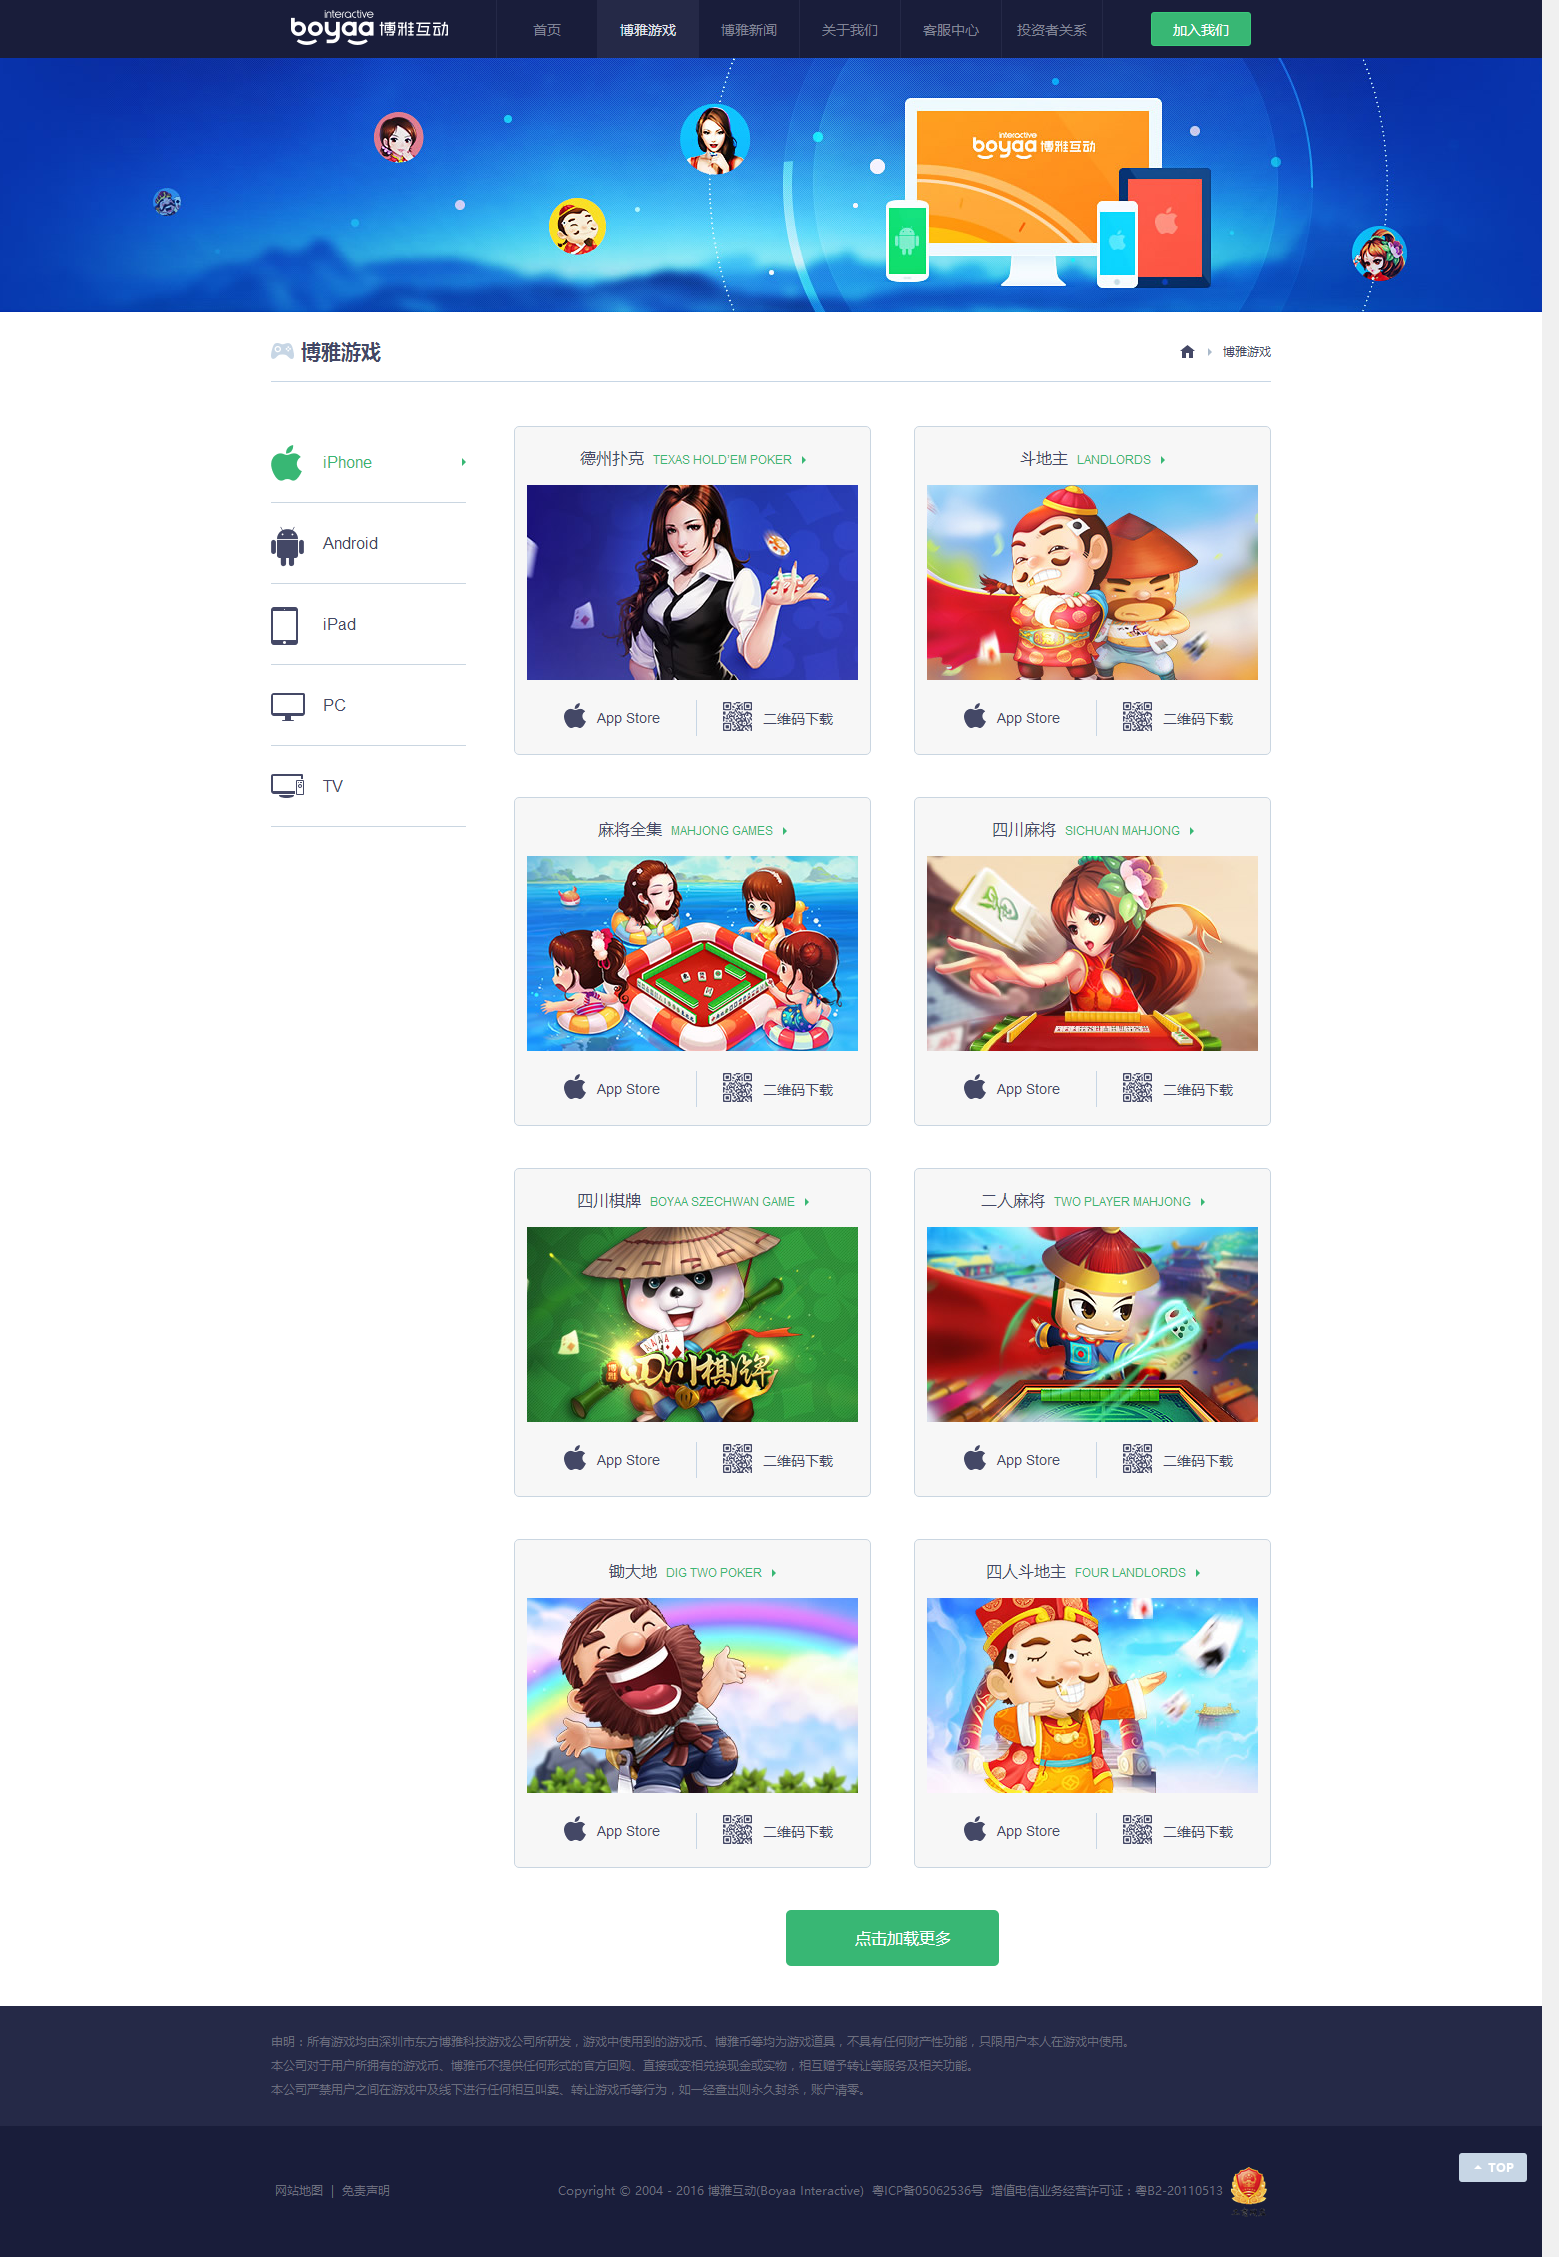 interactive
boyaa 博雅互动
首页
博雅游戏
博雅新闻
关于我们
客服中心
投资者关系
加入我们
interactive
boyaa 博雅互动
博雅游戏
博雅游戏
iPhone
Android
iPad
PC
TV
德州扑克 TEXAS HOLD'EM POKER
App Store
二维码下载
斗地主 LANDLORDS
App Store
二维码下载
麻将全集 MAHJONG GAMES
App Store
二维码下载
四川麻将 SICHUAN MAHJONG
App Store
二维码下载
四川棋牌 BOYAA SZECHWAN GAME
博雅
四川棋牌
App Store
二维码下载
二人麻将 TWO PLAYER MAHJONG
App Store
二维码下载
锄大地 DIG TWO POKER
App Store
二维码下载
四人斗地主 FOUR LANDLORDS
App Store
二维码下载
点击加载更多
申明：所有游戏均由深圳市东方博雅科技游戏公司所研发，游戏中使用到的游戏币、博雅币等均为游戏道具，不具有任何财产性功能，只限用户本人在游戏中使用。
本公司对于用户所拥有的游戏币、博雅币不提供任何形式的官方回购、直接或变相兑换现金或实物，相互赠予转让等服务及相关功能。
本公司严禁用户之间在游戏中及线下进行任何相互叫卖、转让游戏币等行为，如一经查出则永久封杀，账户清零。
TOP
网站地图 | 免责声明
Copyright © 2004 - 2016 博雅互动(Boyaa Interactive) 粤ICP备05062536号 增值电信业务经营许可证：粤B2-20110513